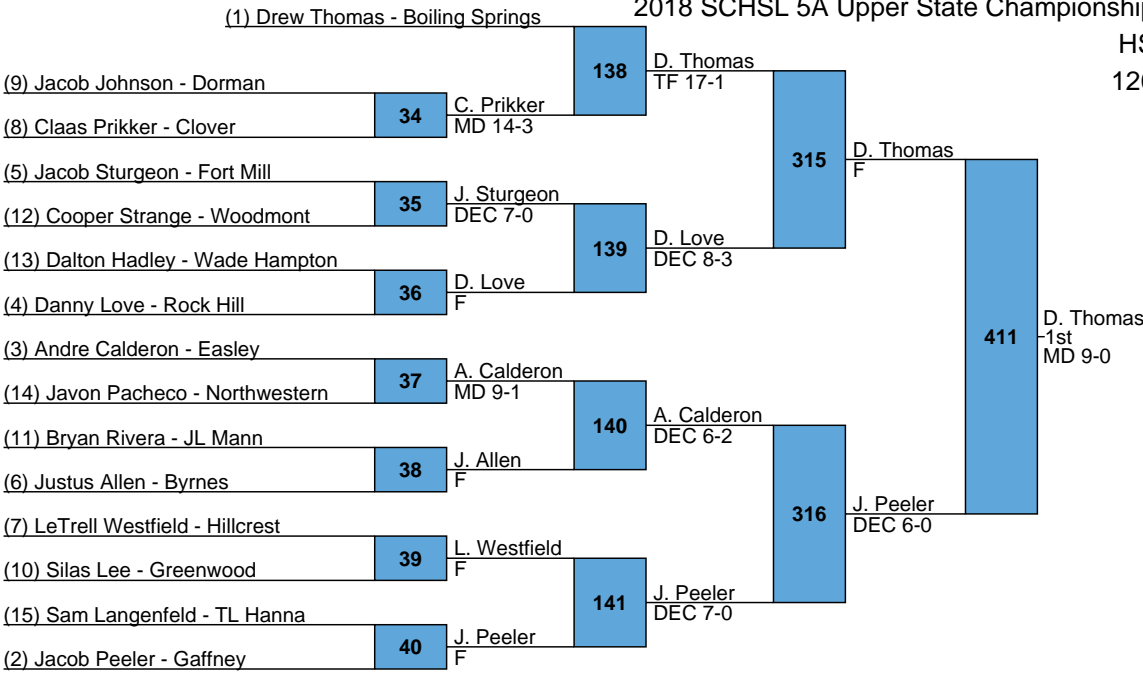 2018 SCHSL 5A Upper State Championship
HS
(1) Drew Thomas - Boiling Springs
(9) Jacob Johnson - Dorman
(8) Claas Prikker - Clover
(5) Jacob Sturgeon - Fort Mill
(12) Cooper Strange - Woodmont
(13) Dalton Hadley - Wade Hampton
(4) Danny Love - Rock Hill
(3) Andre Calderon - Easley
(14) Javon Pacheco - Northwestern
(11) Bryan Rivera - JL Mann
(6) Justus Allen - Byrnes
(7) LeTrell Westfield - Hillcrest
(10) Silas Lee - Greenwood
(15) Sam Langenfeld - TL Hanna
(2) Jacob Peeler - Gaffney
34
C. Prikker
MD 14-3
35
J. Sturgeon
DEC 7-0
36
D. Love
F
37
A. Calderon
MD 9-1
38
J. Allen
F
39
L. Westfield
F
40
J. Peeler
F
138
D. Thomas
TF 17-1
139
D. Love
DEC 8-3
140
A. Calderon
DEC 6-2
141
J. Peeler
DEC 7-0
315
D. Thomas
F
316
J. Peeler
DEC 6-0
411
D. Thomas
1st
MD 9-0